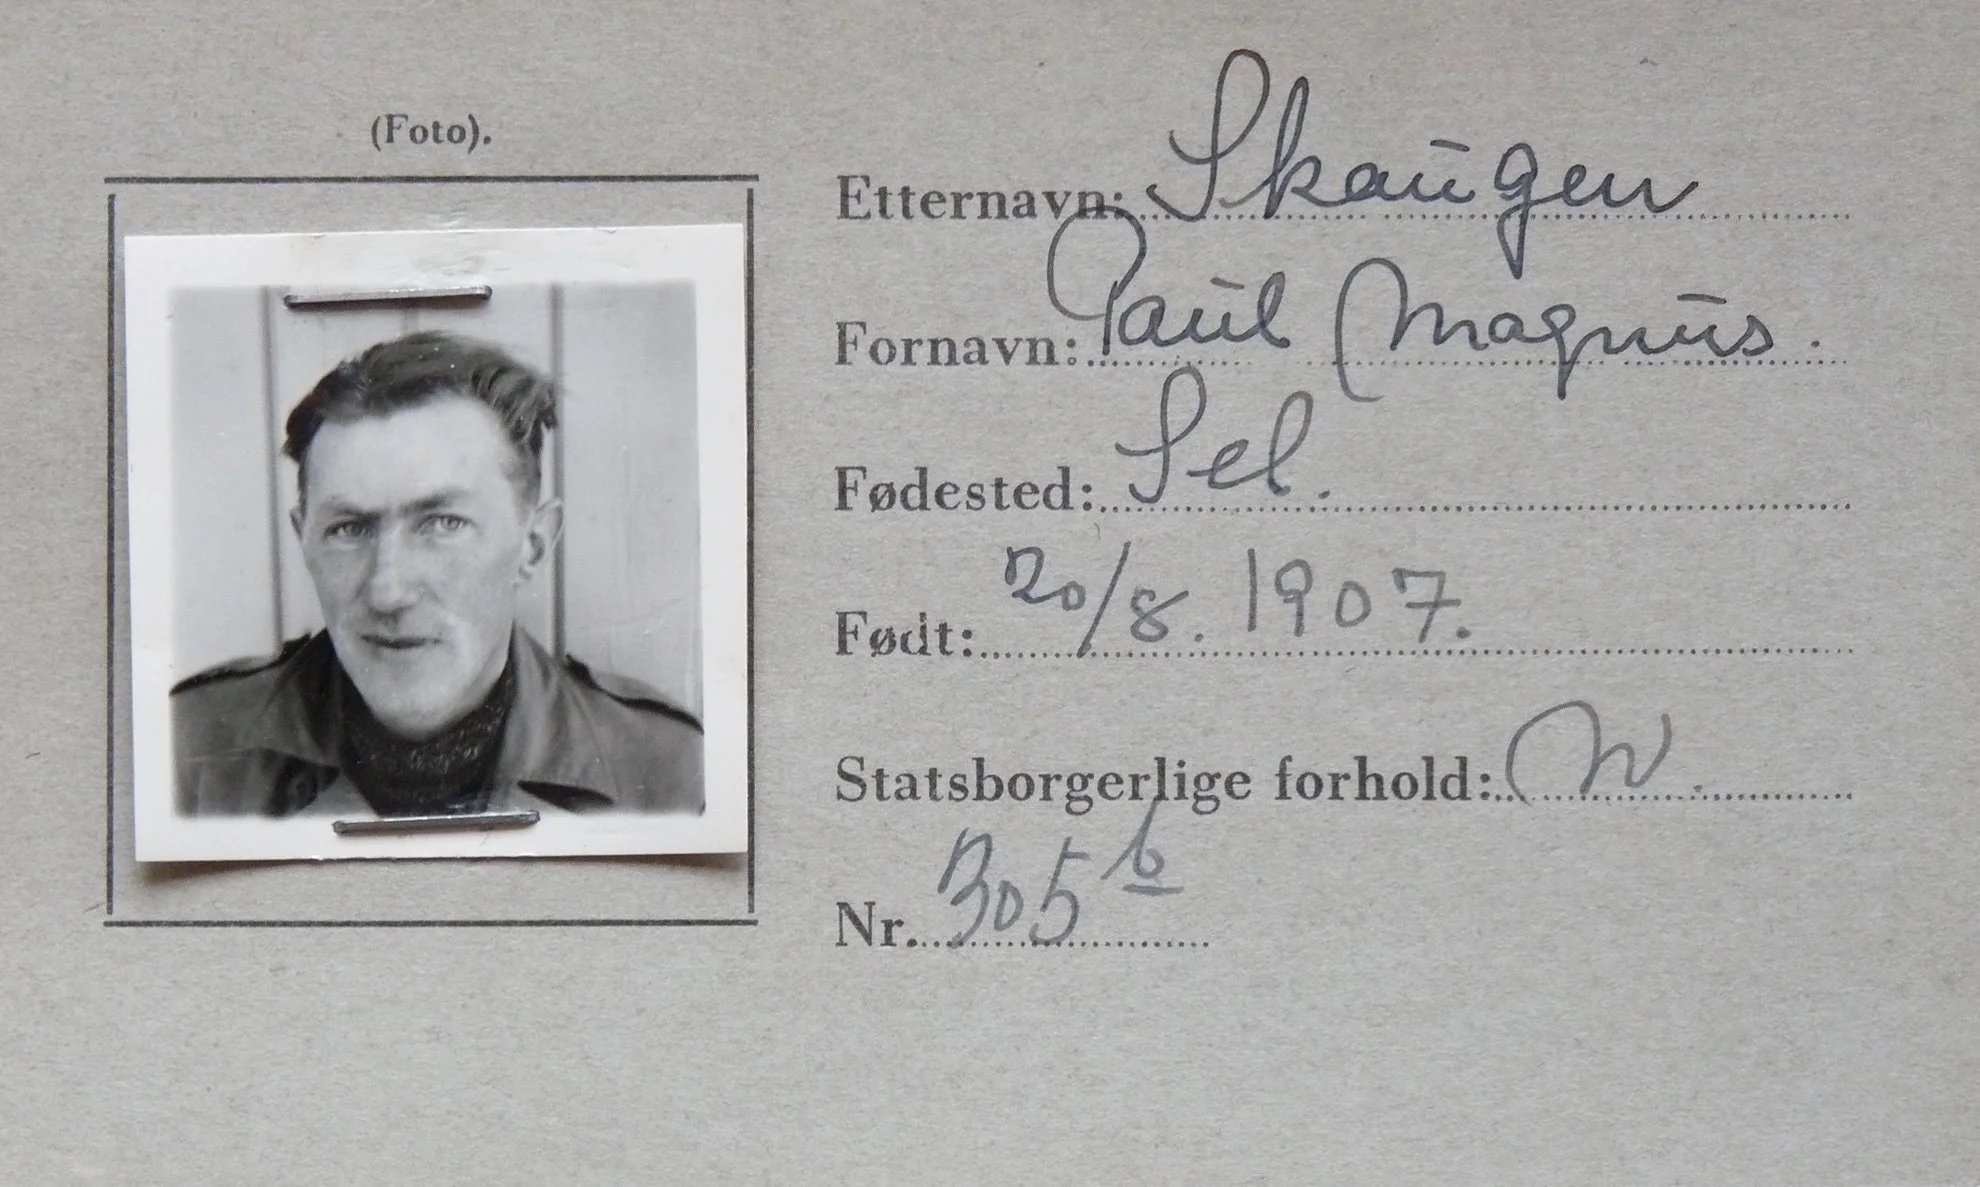 (Foto).
Etternavn: Skaugen
Fornavn: Paul Magnus.
Fødested: Sel.
Født: 20/8. 1907.
Statsborgerlige forhold: N.
Nr. 305 b